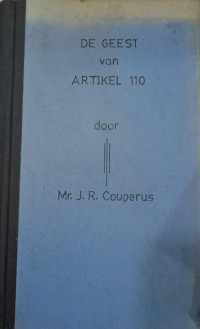 DE GEEST
van
ARTIKEL 110
door
Mr. J. R. Couperus